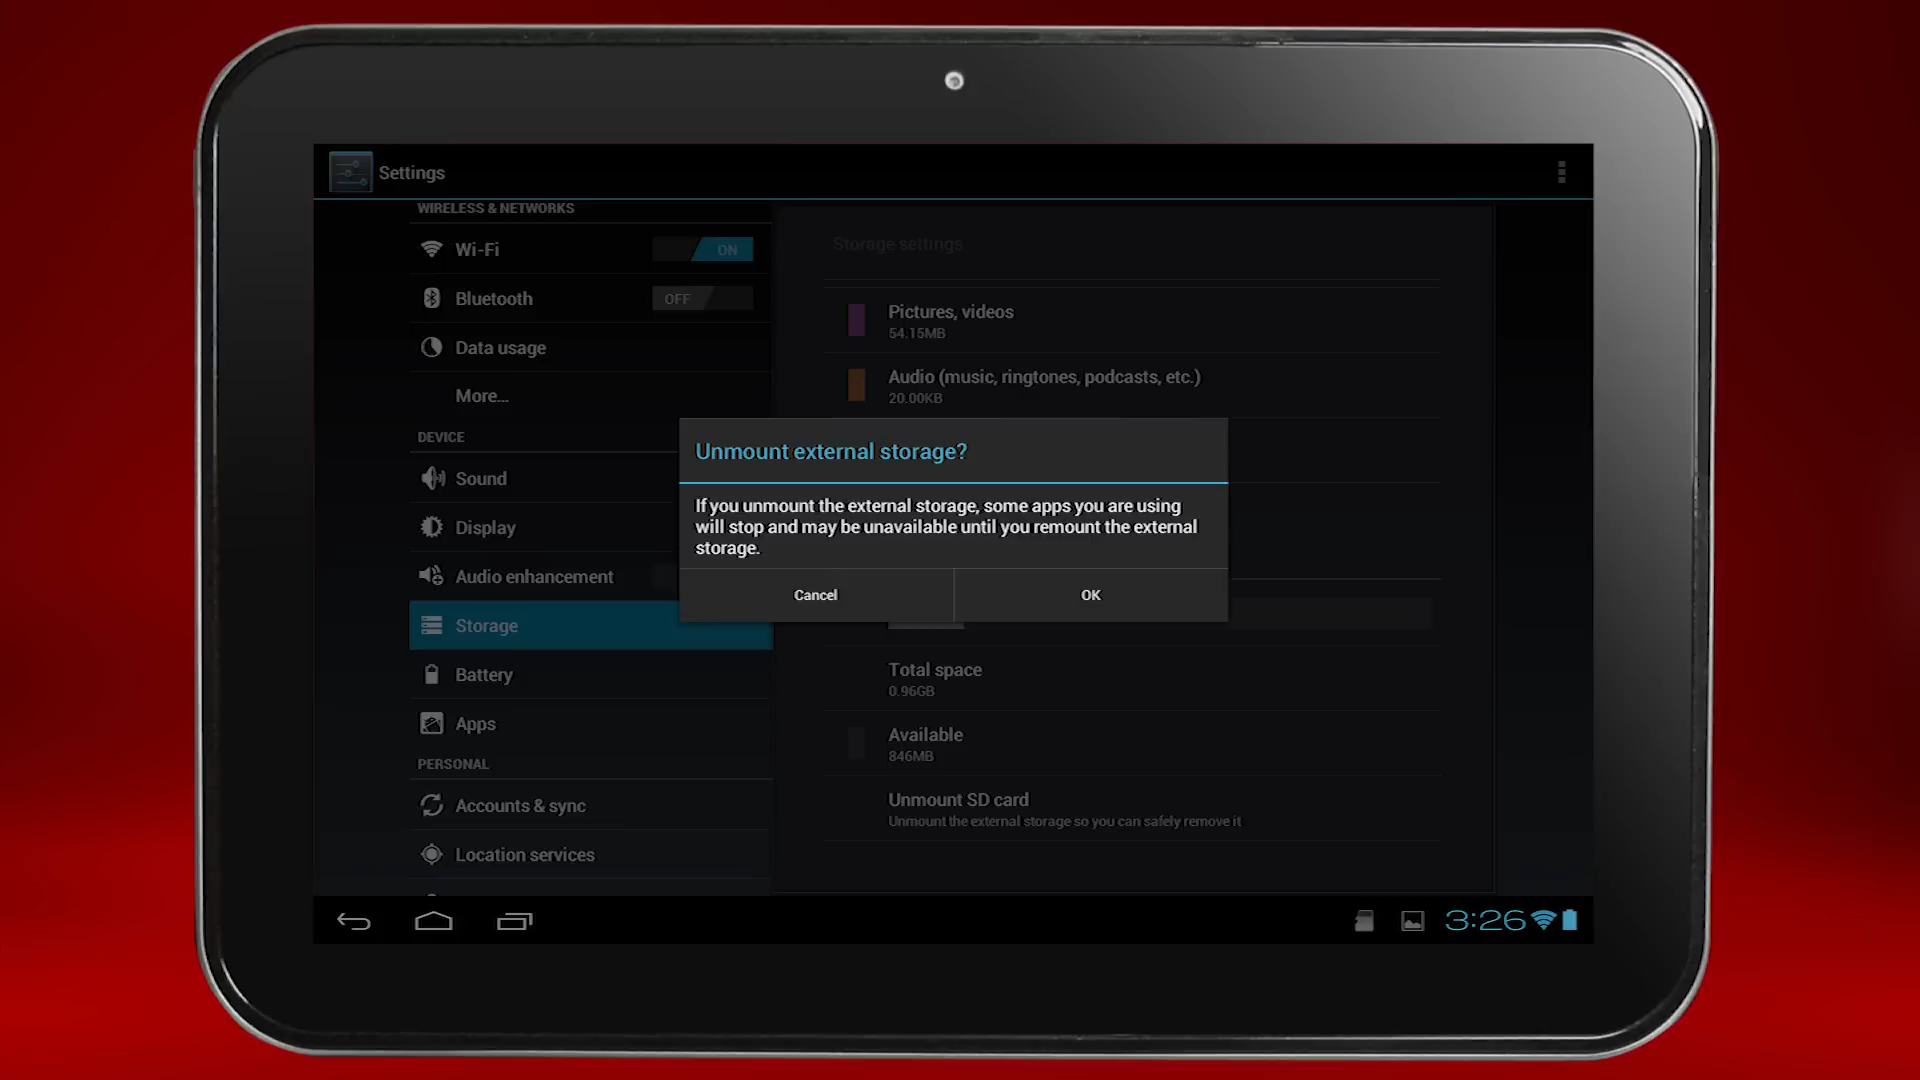 Settings
WIRELESS & NETWORKS
Wi-Fi
ON
Bluetooth
OFF
Data usage
More...
DEVICE
Sound
Display
Audio enhancement
Storage
Battery
Apps
PERSONAL
Accounts & sync
Location services
Storage settings
Pictures, videos
54.15MB
Audio (music, ringtones, podcasts, etc.)
20.00KB
Unmount external storage?
If you unmount the external storage, some apps you are using
will stop and may be unavailable until you remount the external
storage.
Cancel
OK
Total space
0.96GB
Available
846MB
Unmount SD card
Unmount the external storage so you can safely remove it
3:26